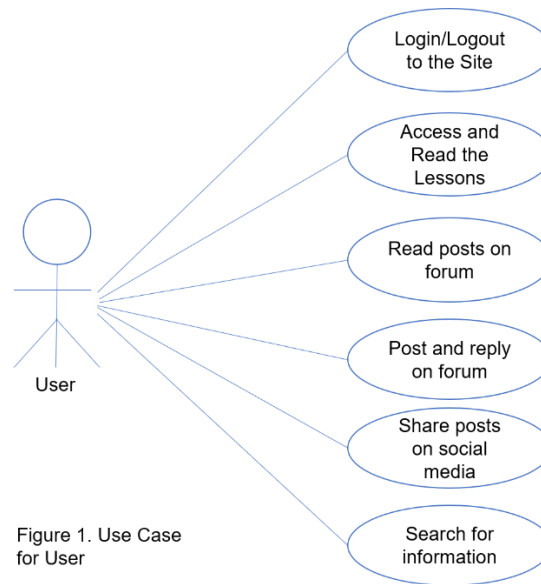 Login/Logout
to the Site
Access and
Read the
Lessons
Read posts on
forum
Post and reply
on forum
User
Share posts
on social
media
Figure 1. Use Case
for User
Search for
information